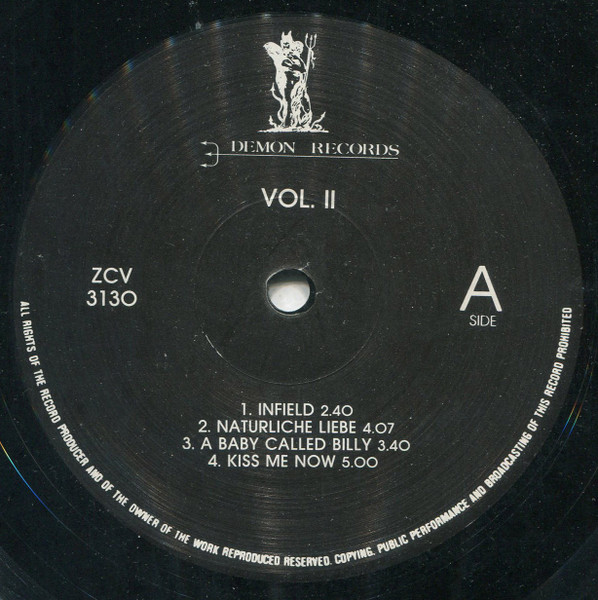 DEMON RECORDS
VOL. II
ZCV
3130
A
SIDE
1. INFIELD 2.40
2. NATURLICHE LIEBE 4.07
3. A BABY CALLED BILLY 3.40
4. KISS ME NOW 5.00
ALL RIGHTS OF THE RECORD PRODUCER AND OF THE OWNER OF THE WORK REPRODUCED RESERVED. COPYING, PUBLIC PERFORMANCE AND BROADCASTING OF THIS RECORD PROHIBITED